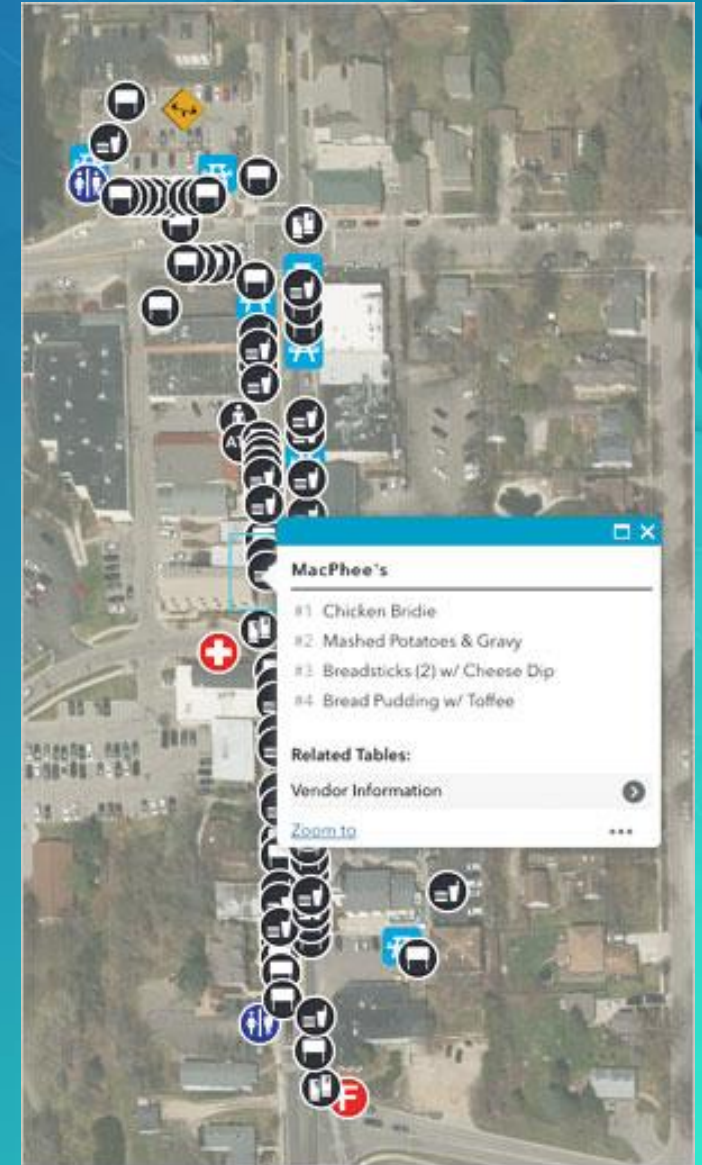 MacPhee's
#1 Chicken Bridie
#2 Mashed Potatoes & Gravy
#3 Breadsticks (2) w/ Cheese Dip
#4 Bread Pudding w/ Toffee
Related Tables:
Vendor Information
Zoom to
F